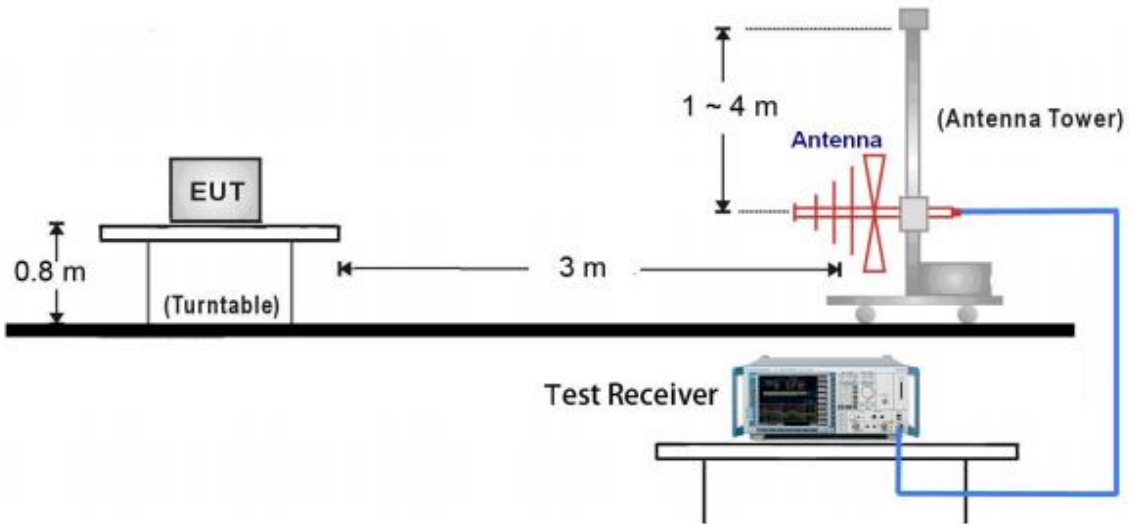 1 ~ 4 m
(Antenna Tower)
Antenna
EUT
0.8 m
3 m
(Turntable)
Test Receiver